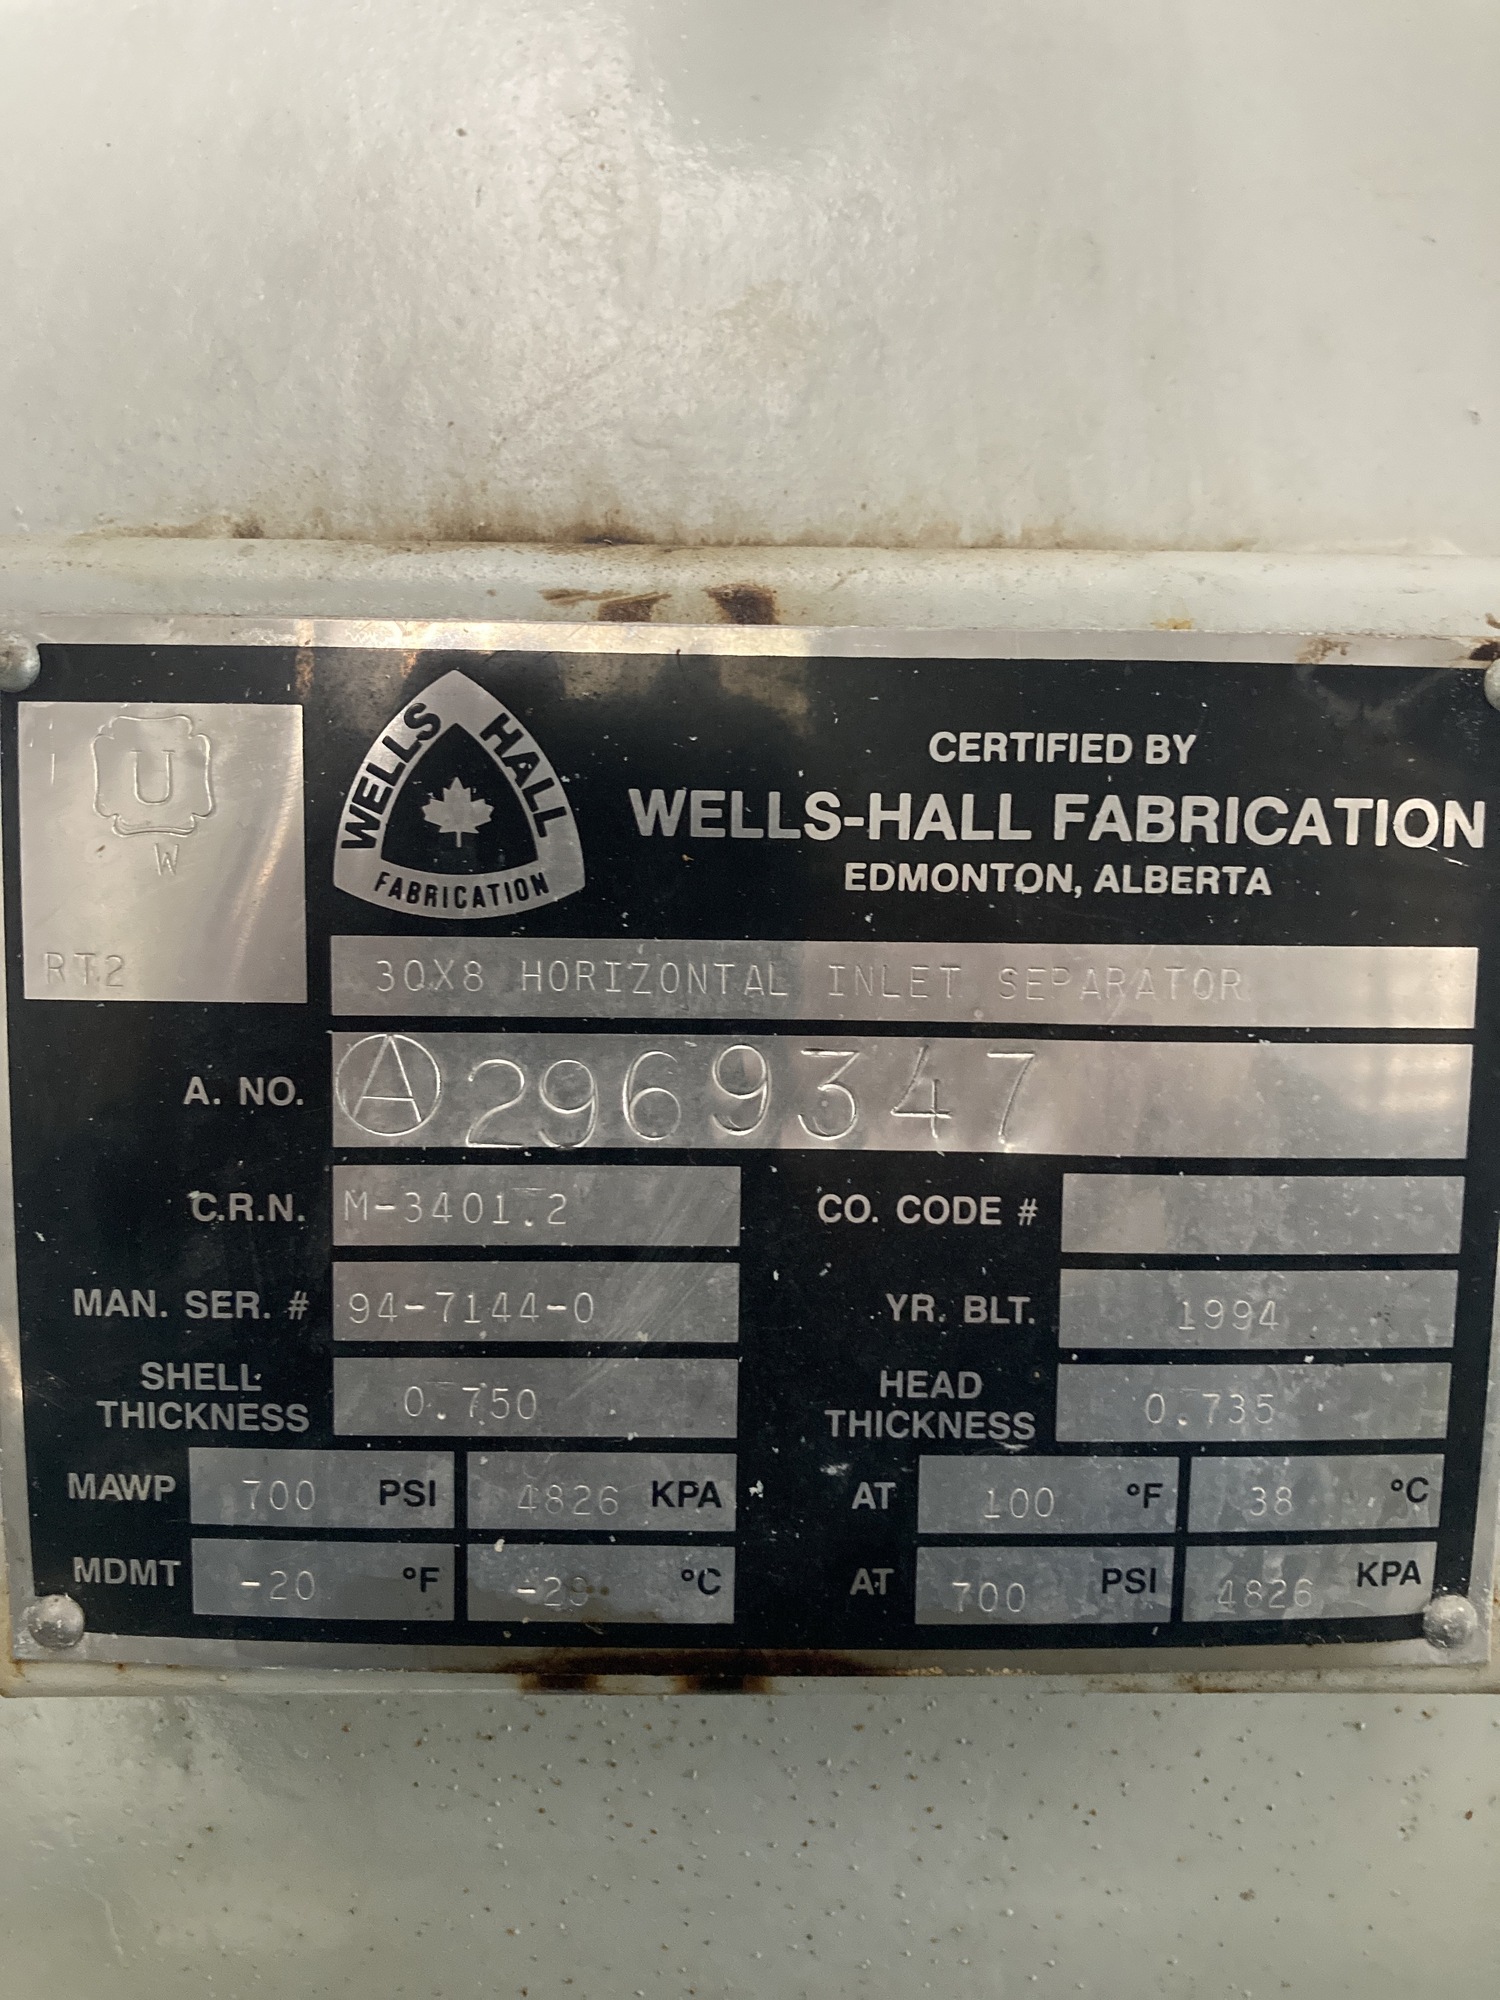 U
W
RT2
WELLS HALL
FABRICATION
CERTIFIED BY
WELLS-HALL FABRICATION
EDMONTON, ALBERTA
30X8 HORIZONTAL INLET SEPARATOR
A. NO. A 2969347
C.R.N. M-3401.2 CO. CODE #
MAN. SER. # 94-7144-0 YR. BLT. 1994
SHELL THICKNESS 0.750 HEAD THICKNESS 0.735
MAWP 700 PSI 4826 KPA AT 100 °F 38 °C
MDMT -20 °F -29 °C AT 700 PSI 4826 KPA